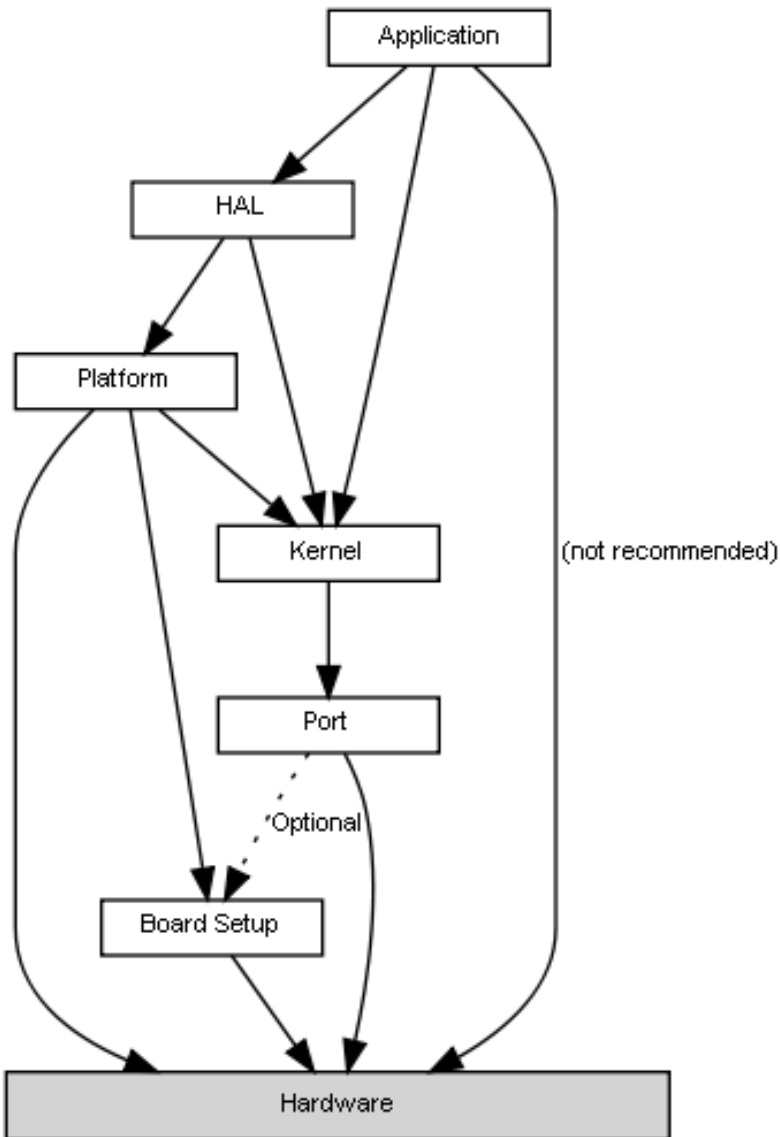 Application
HAL
Platform
Kernel
(not recommended)
Port
Optional
Board Setup
Hardware